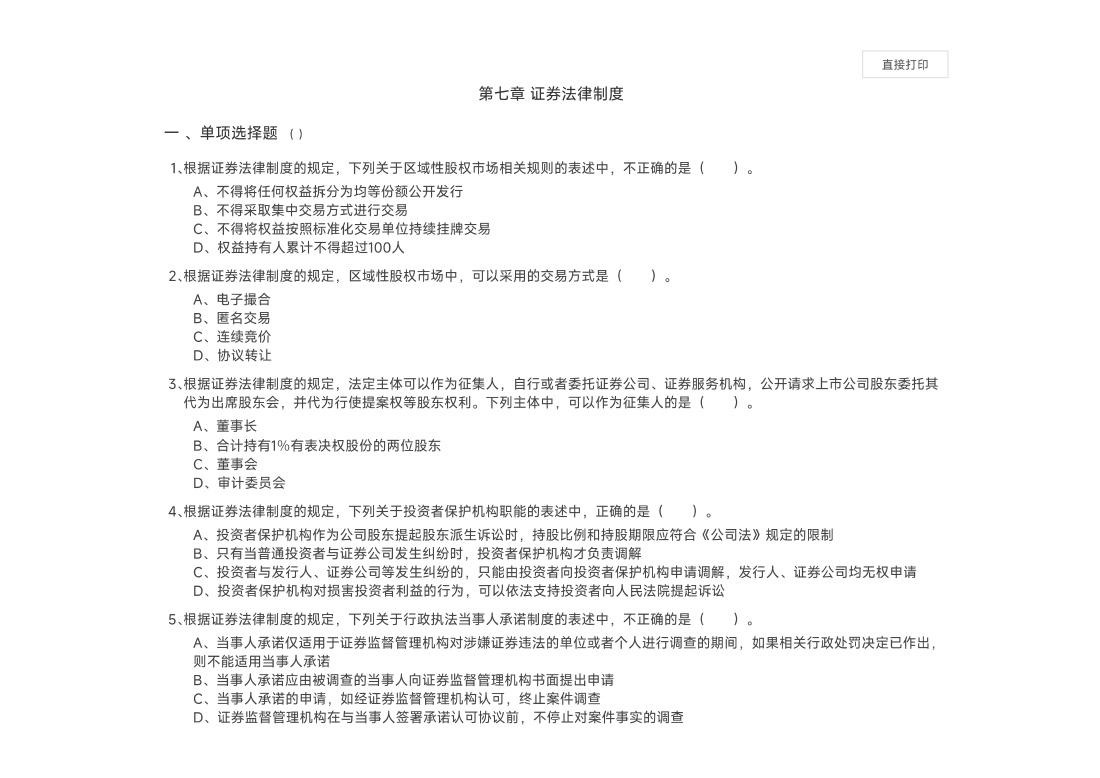 直接打印
第七章 证券法律制度
一 、单项选择题 （ ）
1、根据证券法律制度的规定，下列关于区域性股权市场相关规则的表述中，不正确的是（　　）。
A、不得将任何权益拆分为均等份额公开发行
B、不得采取集中交易方式进行交易
C、不得将权益按照标准化交易单位持续挂牌交易
D、权益持有人累计不得超过100人
2、根据证券法律制度的规定，区域性股权市场中，可以采用的交易方式是（　　）。
A、电子撮合
B、匿名交易
C、连续竞价
D、协议转让
3、根据证券法律制度的规定，法定主体可以作为征集人，自行或者委托证券公司、证券服务机构，公开请求上市公司股东委托其
代为出席股东会，并代为行使提案权等股东权利。下列主体中，可以作为征集人的是（　　）。
A、董事长
B、合计持有1%有表决权股份的两位股东
C、董事会
D、审计委员会
4、根据证券法律制度的规定，下列关于投资者保护机构职能的表述中，正确的是（　　）。
A、投资者保护机构作为公司股东提起股东派生诉讼时，持股比例和持股期限应符合《公司法》规定的限制
B、只有当普通投资者与证券公司发生纠纷时，投资者保护机构才负责调解
C、投资者与发行人、证券公司等发生纠纷的，只能由投资者向投资者保护机构申请调解，发行人、证券公司均无权申请
D、投资者保护机构对损害投资者利益的行为，可以依法支持投资者向人民法院提起诉讼
5、根据证券法律制度的规定，下列关于行政执法当事人承诺制度的表述中，不正确的是（　　）。
A、当事人承诺仅适用于证券监督管理机构对涉嫌证券违法的单位或者个人进行调查的期间，如果相关行政处罚决定已作出，
则不能适用当事人承诺
B、当事人承诺应由被调查的当事人向证券监督管理机构书面提出申请
C、当事人承诺的申请，如经证券监督管理机构认可，终止案件调查
D、证券监督管理机构在与当事人签署承诺认可协议前，不停止对案件事实的调查